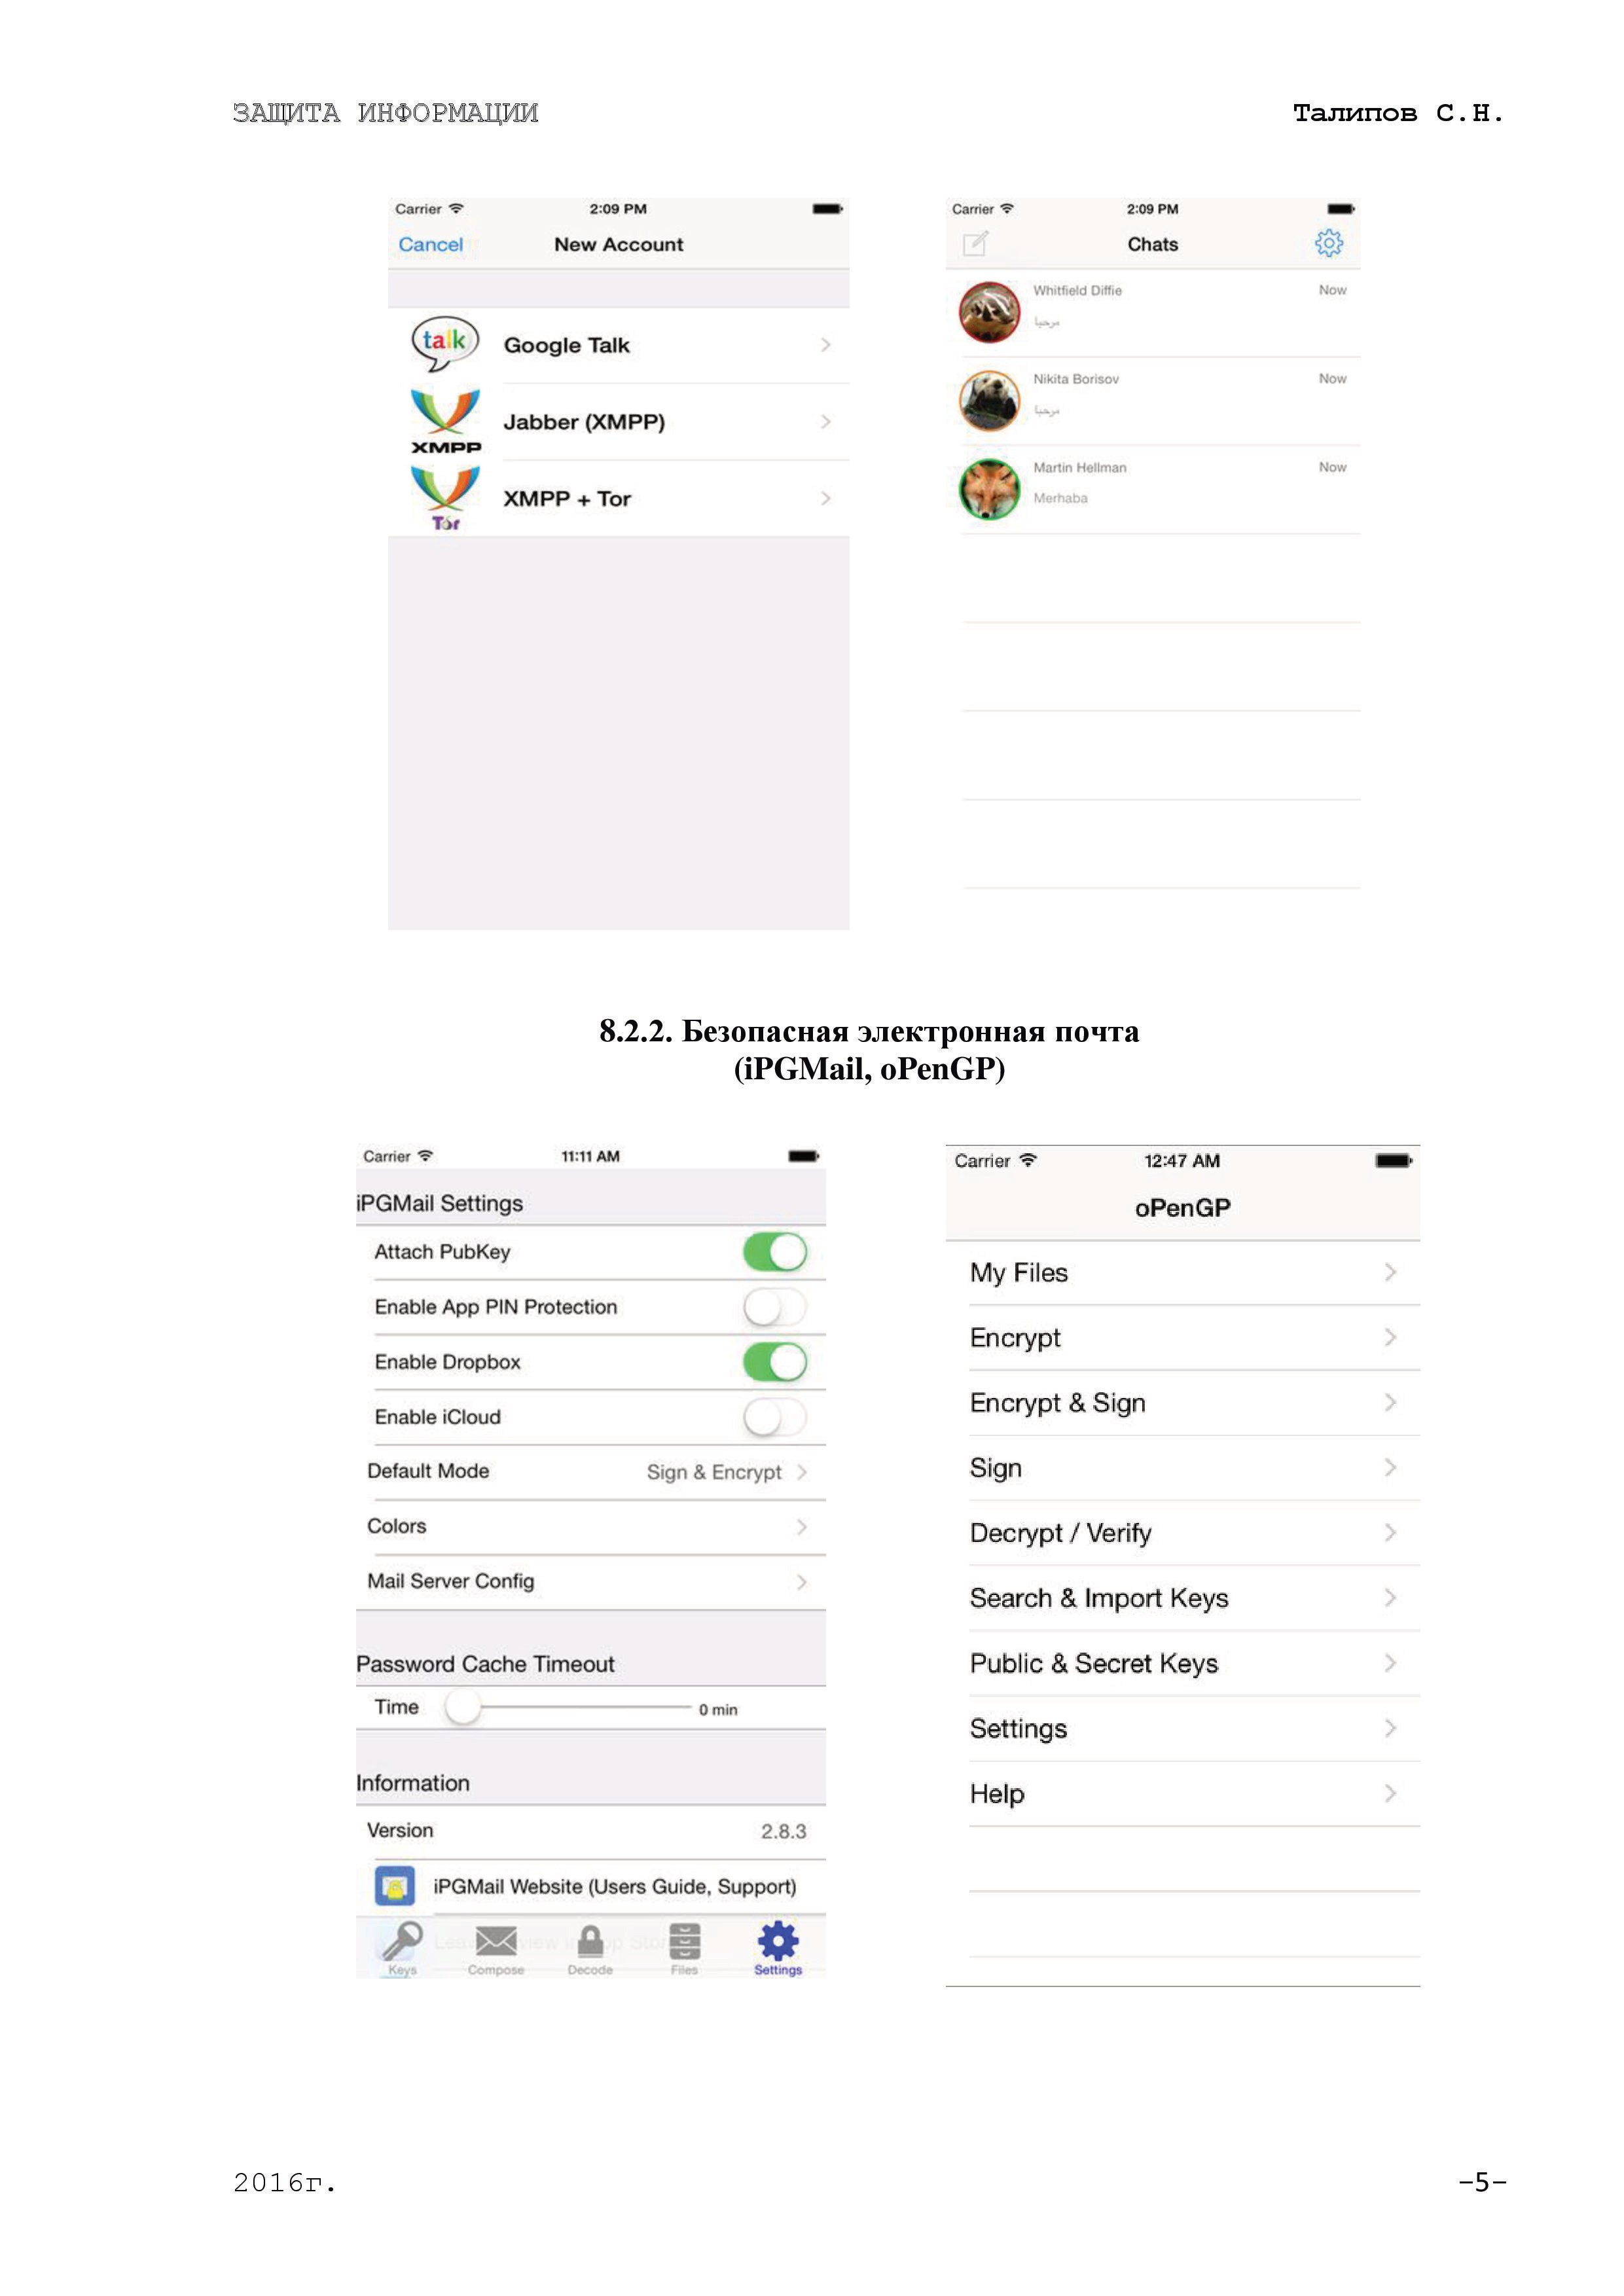 ЗАЩИТА ИНФОРМАЦИИ
Талипов С.Н.
Carrier 2:09 PM
Cancel New Account
talk Google Talk
Jabber (XMPP)
XMPP
XMPP + Tor
Tor
Carrier 2:09 PM
Chats
Whitfield Diffie Now
مرحبا
Nikita Borisov Now
مرحبا
Martin Hellman Now
Merhaba
8.2.2. Безопасная электронная почта
(iPGMail, oPenGP)
Carrier 11:11 AM
iPGMail Settings
Attach PubKey
Enable App PIN Protection
Enable Dropbox
Enable iCloud
Default Mode Sign & Encrypt
Colors
Mail Server Config
Password Cache Timeout
Time 0 min
Information
Version 2.8.3
iPGMail Website (Users Guide, Support)
Keys Compose Decode Files Settings
Carrier 12:47 AM
oPenGP
My Files
Encrypt
Encrypt & Sign
Sign
Decrypt / Verify
Search & Import Keys
Public & Secret Keys
Settings
Help
2016г.
-5-